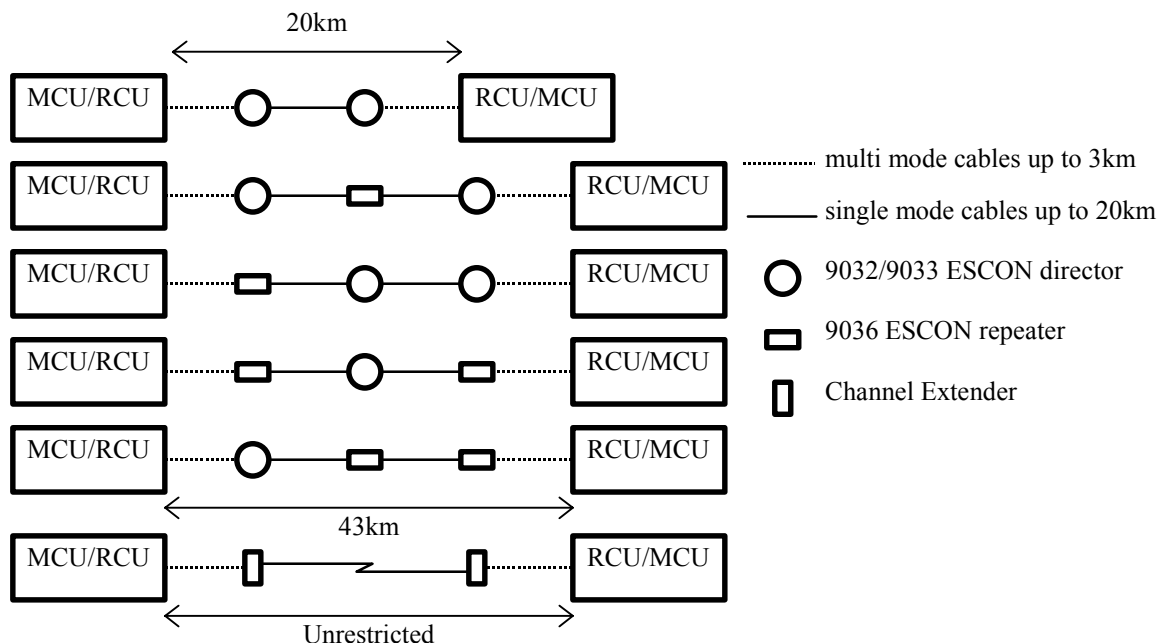 20km
MCU/RCU
RCU/MCU
MCU/RCU
RCU/MCU
MCU/RCU
RCU/MCU
MCU/RCU
RCU/MCU
MCU/RCU
RCU/MCU
43km
MCU/RCU
RCU/MCU
Unrestricted
multi mode cables up to 3km
single mode cables up to 20km
9032/9033 ESCON director
9036 ESCON repeater
Channel Extender